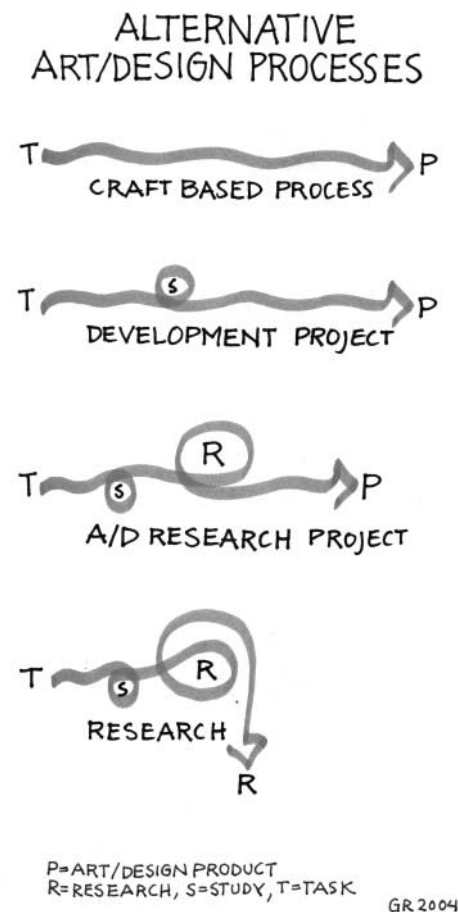 ALTERNATIVE
ART/DESIGN PROCESSES
T P
CRAFT BASED PROCESS
S
T P
DEVELOPMENT PROJECT
R
T S P
A/D RESEARCH PROJECT
T S R
RESEARCH
R
P=ART/DESIGN PRODUCT
R=RESEARCH, S=STUDY, T=TASK
GR 2004